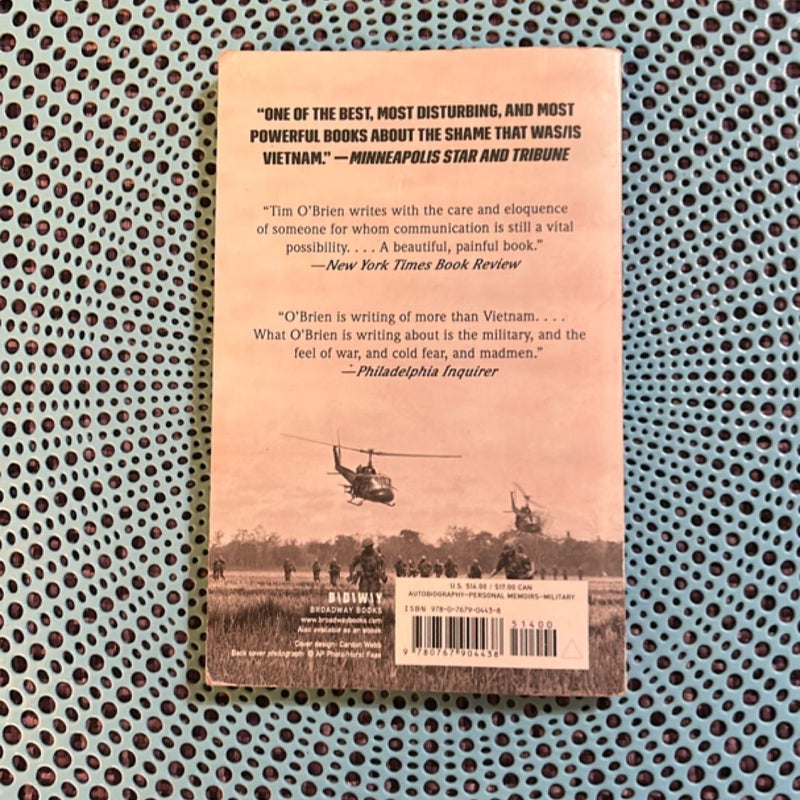 “ONE OF THE BEST, MOST DISTURBING, AND MOST
POWERFUL BOOKS ABOUT THE SHAME THAT WAS/IS
VIETNAM.” —MINNEAPOLIS STAR AND TRIBUNE
“Tim O’Brien writes with the care and eloquence
of someone for whom communication is still a vital
possibility. . . . A beautiful, painful book.”
—New York Times Book Review
“O’Brien is writing of more than Vietnam. . . .
What O’Brien is writing about is the military, and the
feel of war, and cold fear, and madmen.”
—Philadelphia Inquirer
B\D\W\Y
BROADWAY BOOKS
www.broadwaybooks.com
Also available as an ebook
Cover design: Cardon Webb
Back cover photograph: © AP Photo/Horst Faas
U.S. $14.00 / $17.00 CAN
AUTOBIOGRAPHY—PERSONAL MEMOIRS—MILITARY
ISBN 978-0-7679-0443-8
51400
9 780767 904438